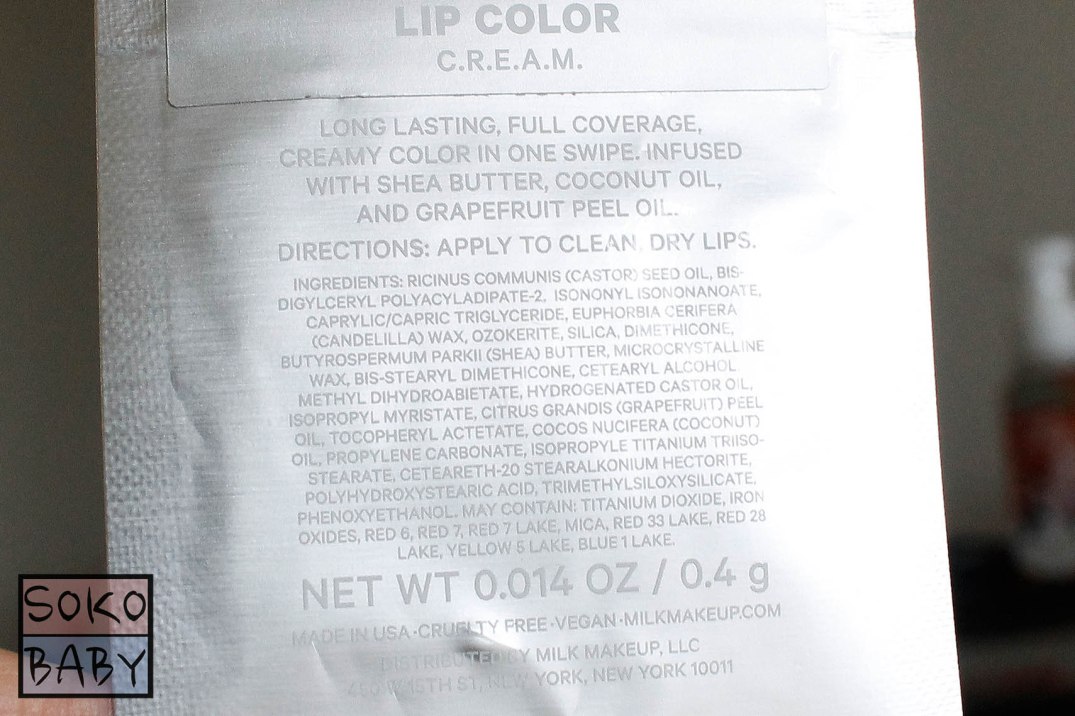 LIP COLOR
C.R.E.A.M.
LONG LASTING, FULL COVERAGE,
CREAMY COLOR IN ONE SWIPE. INFUSED
WITH SHEA BUTTER, COCONUT OIL,
AND GRAPEFRUIT PEEL OIL.
DIRECTIONS: APPLY TO CLEAN, DRY LIPS.
INGREDIENTS: RICINUS COMMUNIS (CASTOR) SEED OIL, BIS-
DIGYLCERYL POLYACYLADIPATE-2, ISONONYL ISONONANOATE,
CAPRYLIC/CAPRIC TRIGLYCERIDE, EUPHORBIA CERIFERA
(CANDELILLA) WAX, OZOKERITE, SILICA, DIMETHICONE,
BUTYROSPERMUM PARKII (SHEA) BUTTER, MICROCRYSTALLINE
WAX, BIS-STEARYL DIMETHICONE, CETEARYL ALCOHOL
METHYL DIHYDROABIETATE, HYDROGENATED CASTOR OIL,
ISOPROPYL MYRISTATE, CITRUS GRANDIS (GRAPEFRUIT) PEEL
OIL, TOCOPHERYL ACTETATE, COCOS NUCIFERA (COCONUT)
OIL, PROPYLENE CARBONATE, ISOPROPYLE TITANIUM TRIISO-
STEARATE, CETEARETH-20 STEARALKONIUM HECTORITE,
POLYHYDROXYSTEARIC ACID, TRIMETHYLSILOXYSILICATE,
PHENOXYETHANOL. MAY CONTAIN: TITANIUM DIOXIDE, IRON
OXIDES, RED 6, RED 7, RED 7 LAKE, MICA, RED 33 LAKE, RED 28
LAKE, YELLOW 5 LAKE, BLUE 1 LAKE.
NET WT 0.014 OZ / 0.4 g
MADE IN USA·CRUELTY FREE·VEGAN·MILKMAKEUP.COM
DISTRIBUTED BY MILK MAKEUP, LLC
ST, NEW YORK, NEW YORK 10011
SOKO
BABY